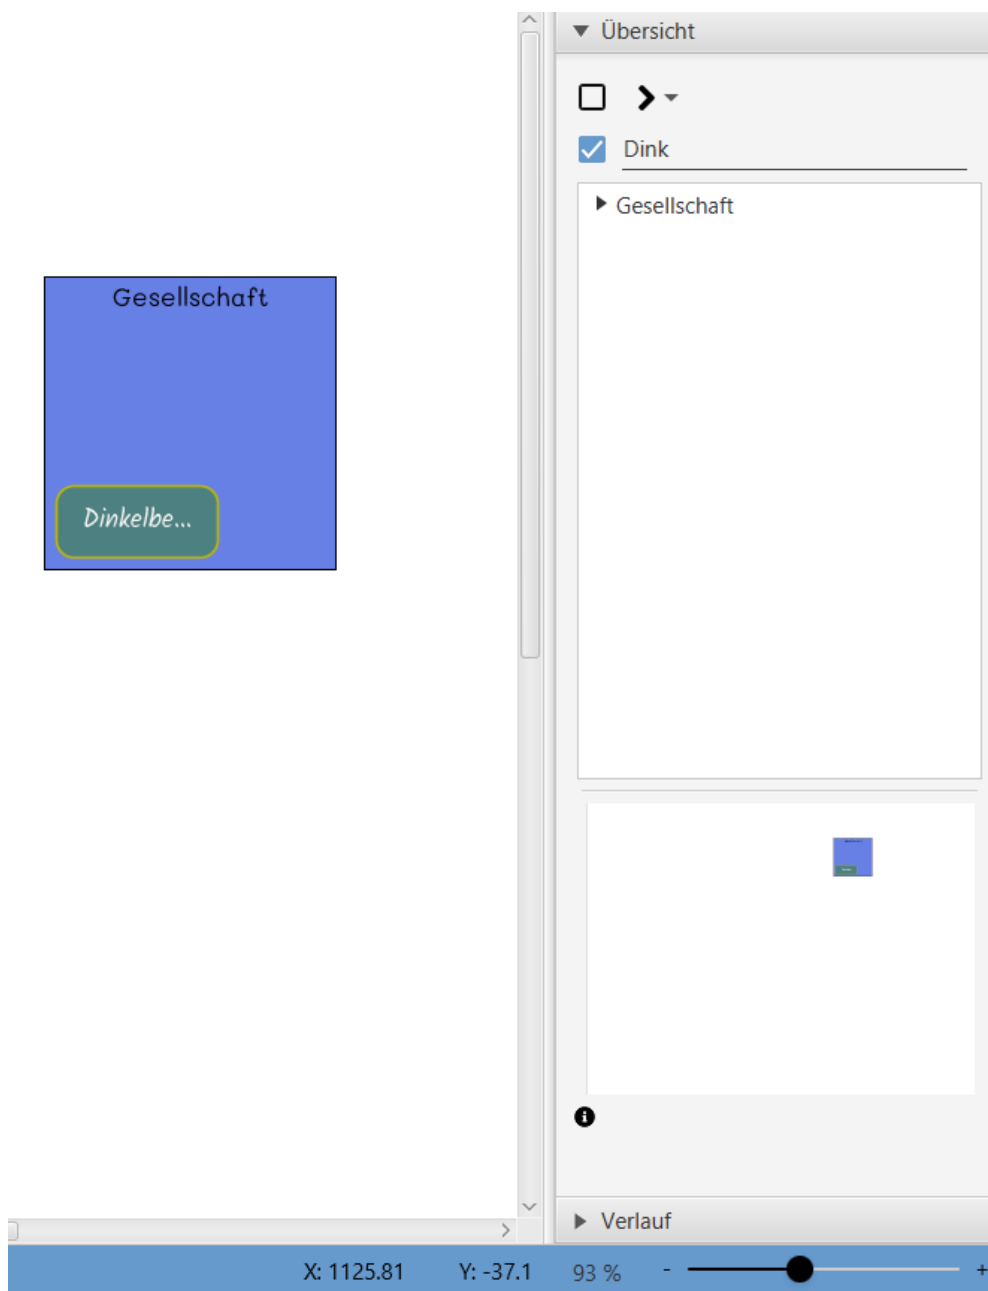 Übersicht
Dink
Gesellschaft
Gesellschaft
Dinkelbe...
Verlauf
X: 1125.81 Y: -37.1 93 % - +